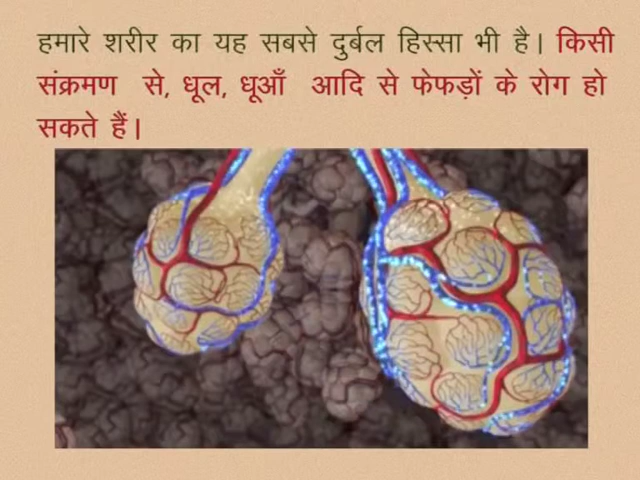 हमारे शरीर का यह सबसे दुर्बल हिस्सा भी है। किसी
संक्रमण से, धूल, धूआँ आदि से फेफड़ों के रोग हो
सकते हैं।